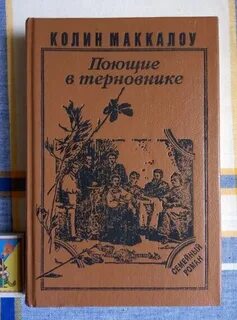 КОЛИН МАККАЛОУ
Поющие
в терновнике
СЕМЕЙНЫЙ
РОМАН